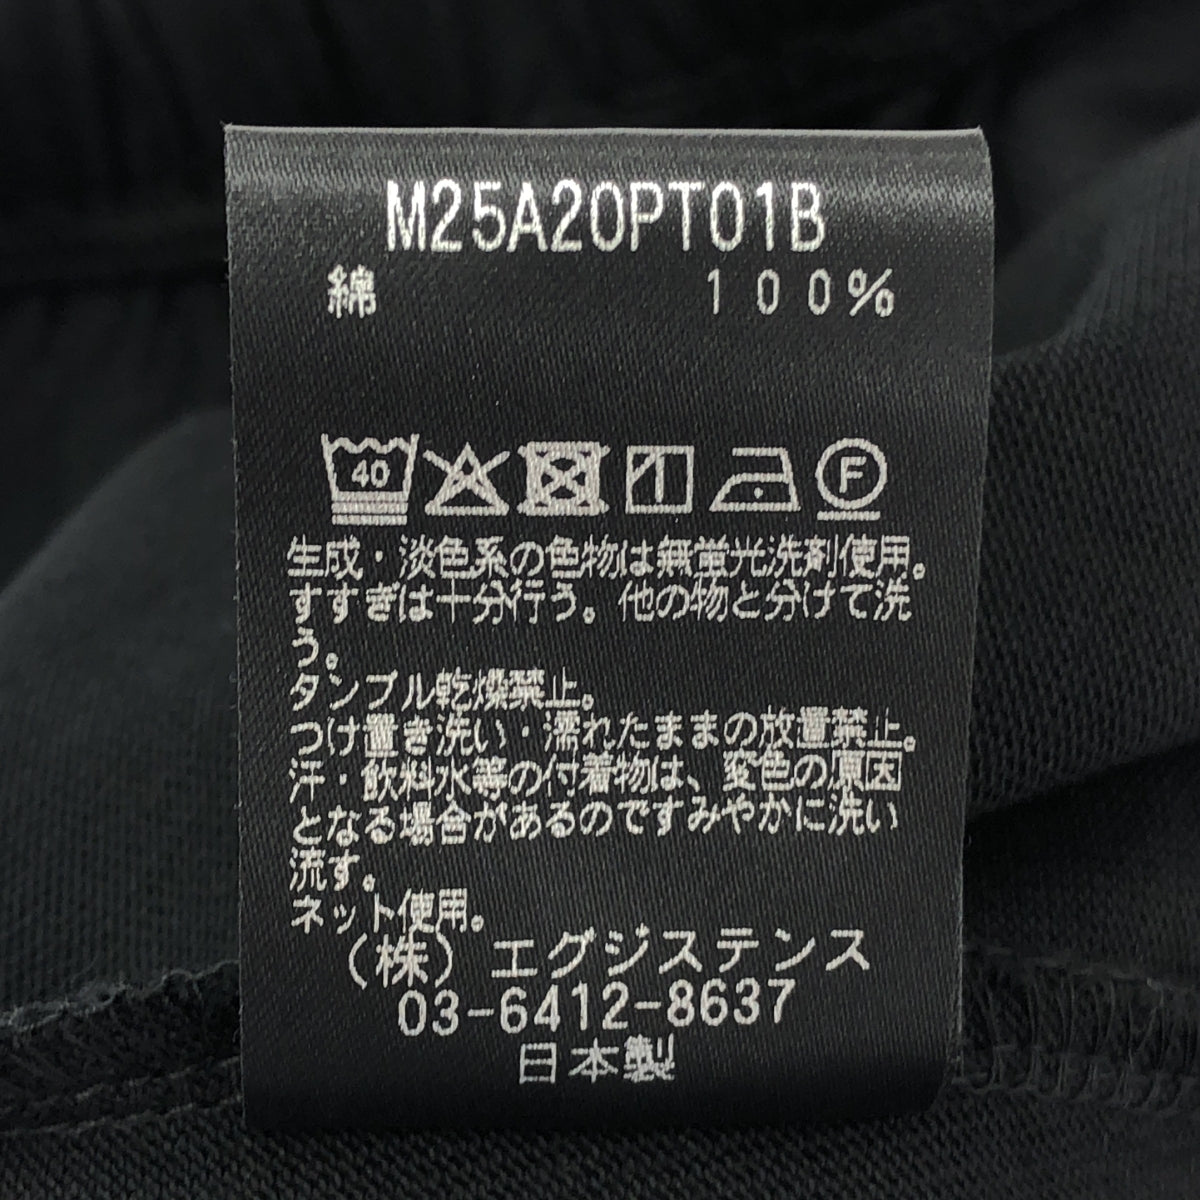 M25A20PT01B
綿 100%
40 F
生成・淡色系の色物は無蛍光洗剤使用。
すすぎは十分行う。他の物と分けて洗
う。
タンブル乾燥禁止。
つけ置き洗い・濡れたままの放置禁止。
汗・飲料水等の付着物は、変色の原因
となる場合があるのですみやかに洗い
流す。
ネット使用。
(株) エグジステンス
03-6412-8637
日本製